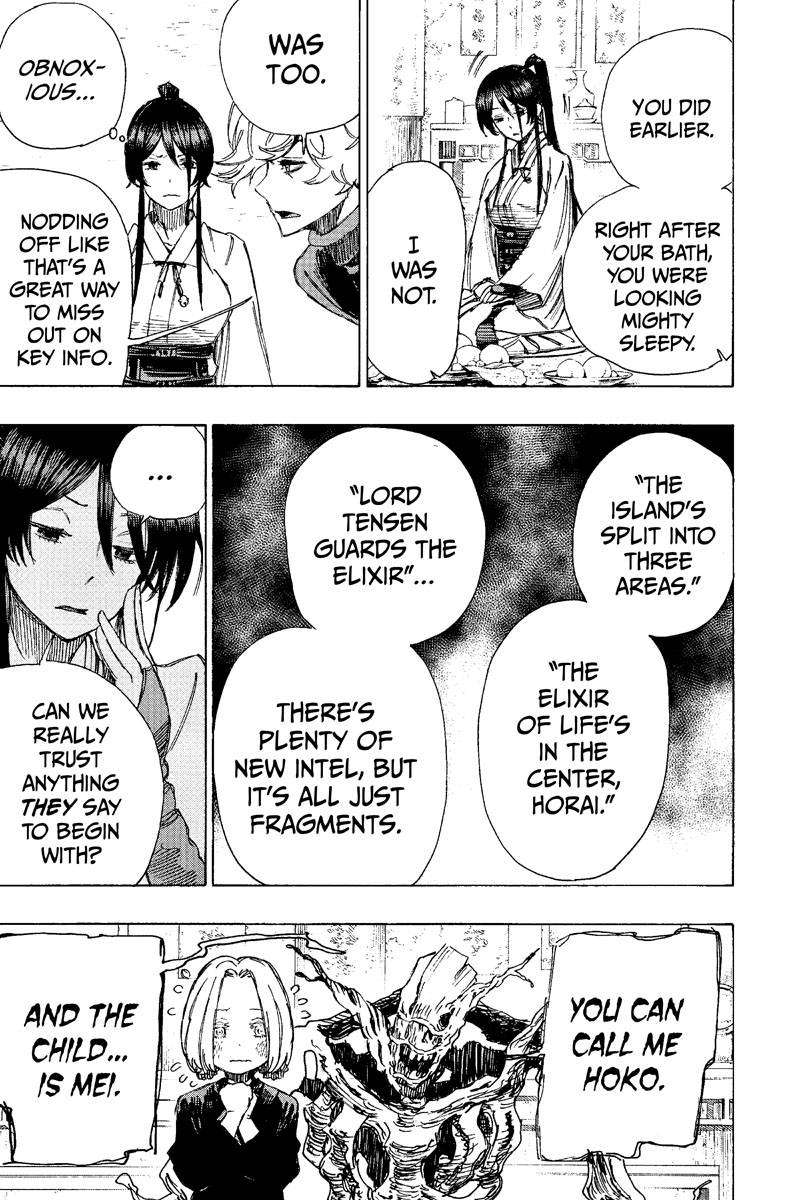 YOU DID
EARLIER.
RIGHT AFTER
YOUR BATH,
YOU WERE
LOOKING
MIGHTY
SLEEPY.
I
WAS
NOT.
WAS
TOO.
OBNOX-
IOUS...
NODDING
OFF LIKE
THAT'S A
GREAT WAY
TO MISS
OUT ON
KEY INFO.
"THE
ISLAND'S
SPLIT INTO
THREE
AREAS."
"THE
ELIXIR
OF LIFE'S
IN THE
CENTER,
HORAI."
"LORD
TENSEN
GUARDS THE
ELIXIR"...
THERE'S
PLENTY OF
NEW INTEL, BUT
IT'S ALL JUST
FRAGMENTS.
...
CAN WE
REALLY
TRUST
ANYTHING
THEY SAY
TO BEGIN
WITH?
YOU CAN
CALL ME
HOKO.
AND THE
CHILD...
IS MEI.